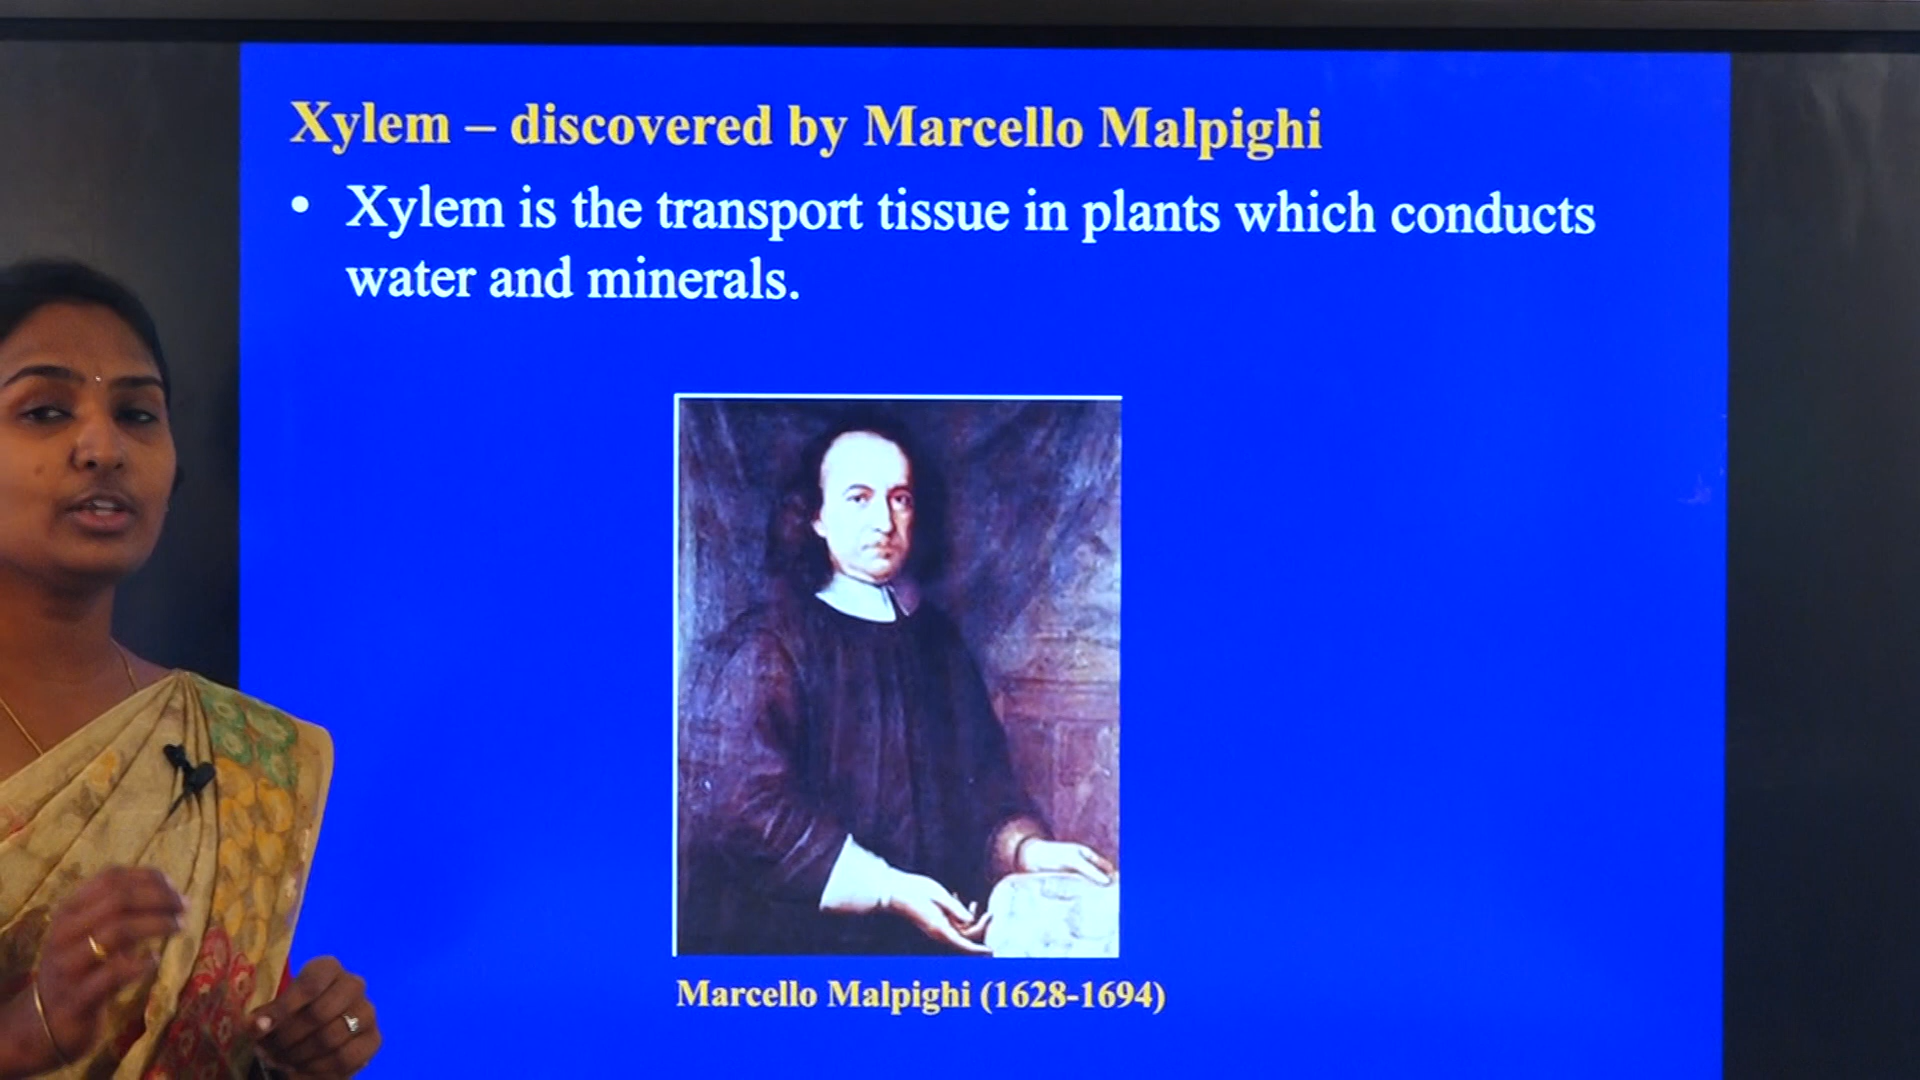 Xylem – discovered by Marcello Malpighi
• Xylem is the transport tissue in plants which conducts
water and minerals.
Marcello Malpighi (1628-1694)